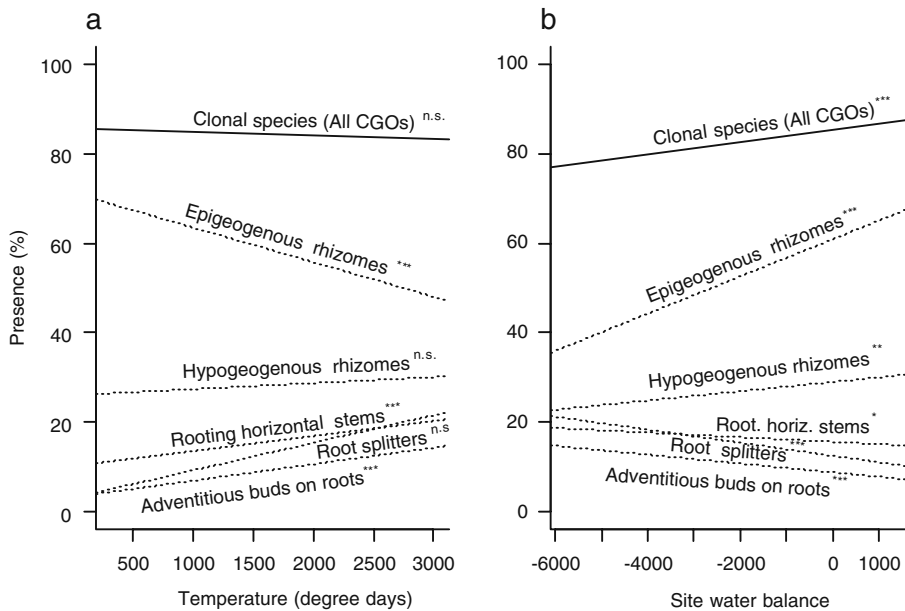 a
b
100
80
60
40
20
0
Presence (%)
Clonal species (All CGOs) n.s.
Epigeogenous rhizomes ***
Hypogeogenous rhizomes n.s.
Rooting horizontal stems ***
Root splitters n.s
Adventitious buds on roots ***
500 1000 1500 2000 2500 3000
Temperature (degree days)
100
80
60
40
20
0
Clonal species (All CGOs) ***
Epigeogenous rhizomes ***
Hypogeogenous rhizomes **
Root. horiz. stems *
Root splitters ***
Adventitious buds on roots ***
-6000 -4000 -2000 0 1000
Site water balance